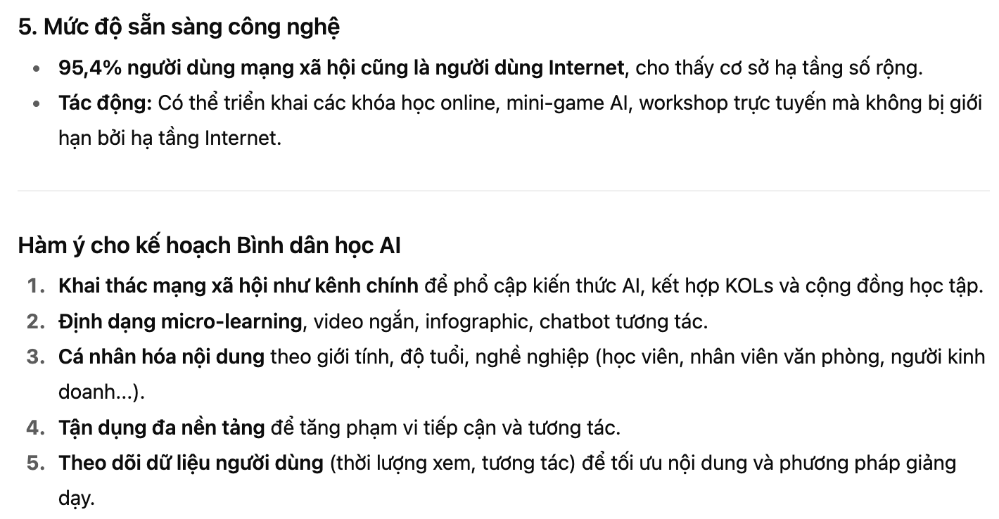 5. Mức độ sẵn sàng công nghệ
• 95,4% người dùng mạng xã hội cũng là người dùng Internet, cho thấy cơ sở hạ tầng số rộng.
• Tác động: Có thể triển khai các khóa học online, mini-game AI, workshop trực tuyến mà không bị giới
hạn bởi hạ tầng Internet.
Hàm ý cho kế hoạch Bình dân học AI
1. Khai thác mạng xã hội như kênh chính để phổ cập kiến thức AI, kết hợp KOLs và cộng đồng học tập.
2. Định dạng micro-learning, video ngắn, infographic, chatbot tương tác.
3. Cá nhân hóa nội dung theo giới tính, độ tuổi, nghề nghiệp (học viên, nhân viên văn phòng, người kinh
doanh...).
4. Tận dụng đa nền tảng để tăng phạm vi tiếp cận và tương tác.
5. Theo dõi dữ liệu người dùng (thời lượng xem, tương tác) để tối ưu nội dung và phương pháp giảng
dạy.